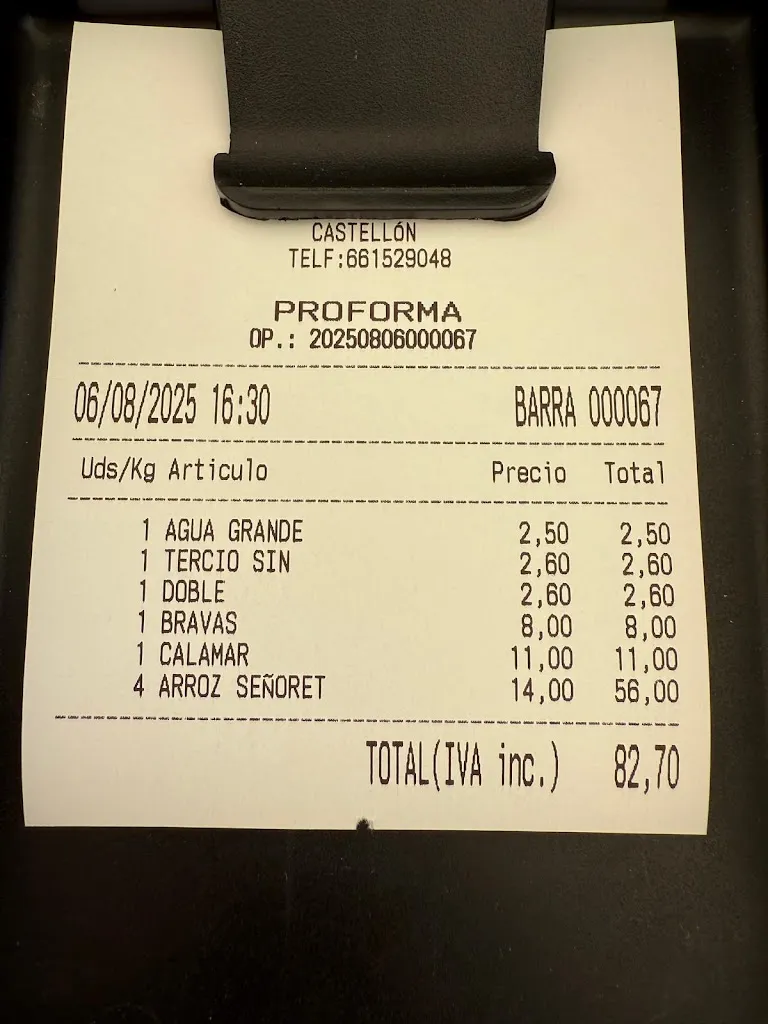 CASTELLÓN
TELF:661529048
PROFORMA
OP.: 20250806000067
06/08/2025 16:30 BARRA 000067
Uds/Kg Articulo Precio Total
1 AGUA GRANDE 2,50 2,50
1 TERCIO SIN 2,60 2,60
1 DOBLE 2,60 2,60
1 BRAVAS 8,00 8,00
1 CALAMAR 11,00 11,00
4 ARROZ SEÑORET 14,00 56,00
TOTAL(IVA inc.) 82,70